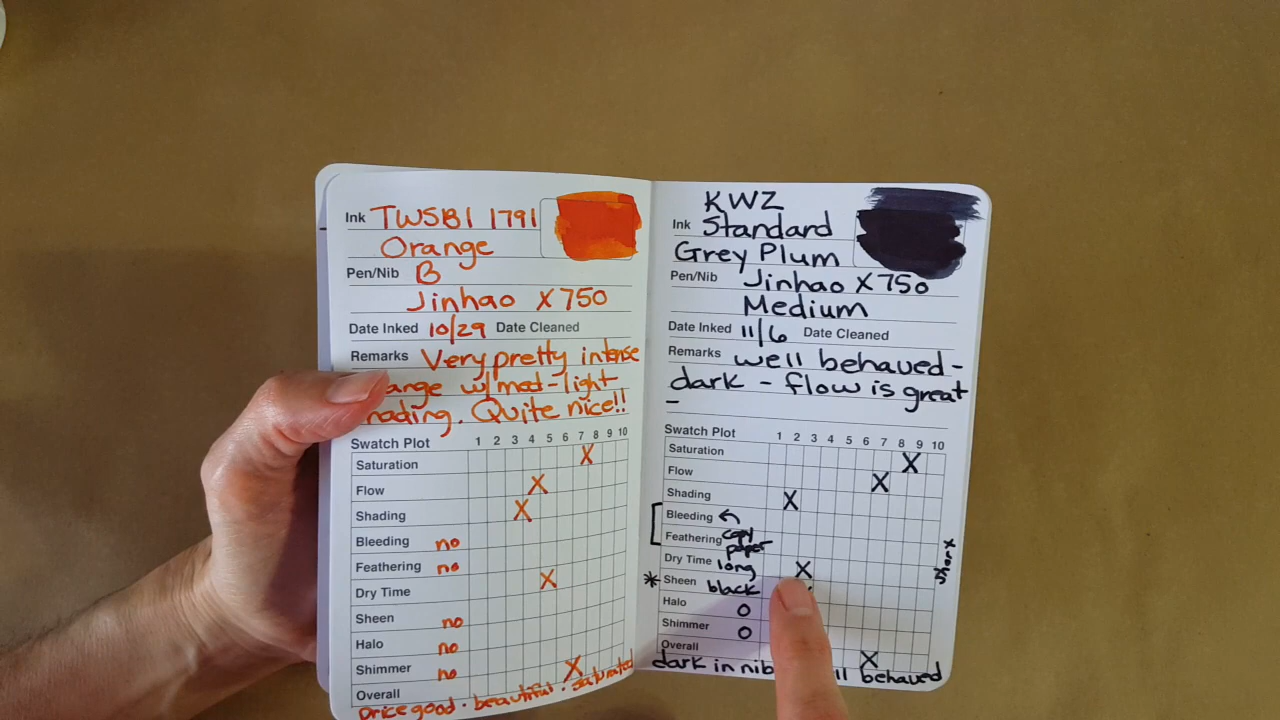 Ink TWSBI 1791
Orange
Pen/Nib B
Jinhao X750
Date Inked 10/29 Date Cleaned
Remarks Very pretty intense
ange w/ med-light
hading. Quite nice!!
Swatch Plot 1 2 3 4 5 6 7 8 9 10
Saturation X
Flow X
Shading X
Bleeding no
Feathering no
Dry Time X
Sheen no
Halo no
Shimmer no X
Overall
Price good. beautiful. saturated
KWZ
Ink Standard
Grey Plum
Pen/Nib Jinhao X750
Medium
Date Inked 11/6 Date Cleaned
Remarks well behaved-
dark - flow is great
-
Swatch Plot 1 2 3 4 5 6 7 8 9 10
Saturation X
Flow X
Shading X
Bleeding
Feathering copy
paper
Dry Time long X short
* Sheen black
Halo 0
Shimmer 0
Overall X
dark in nib ll behaved